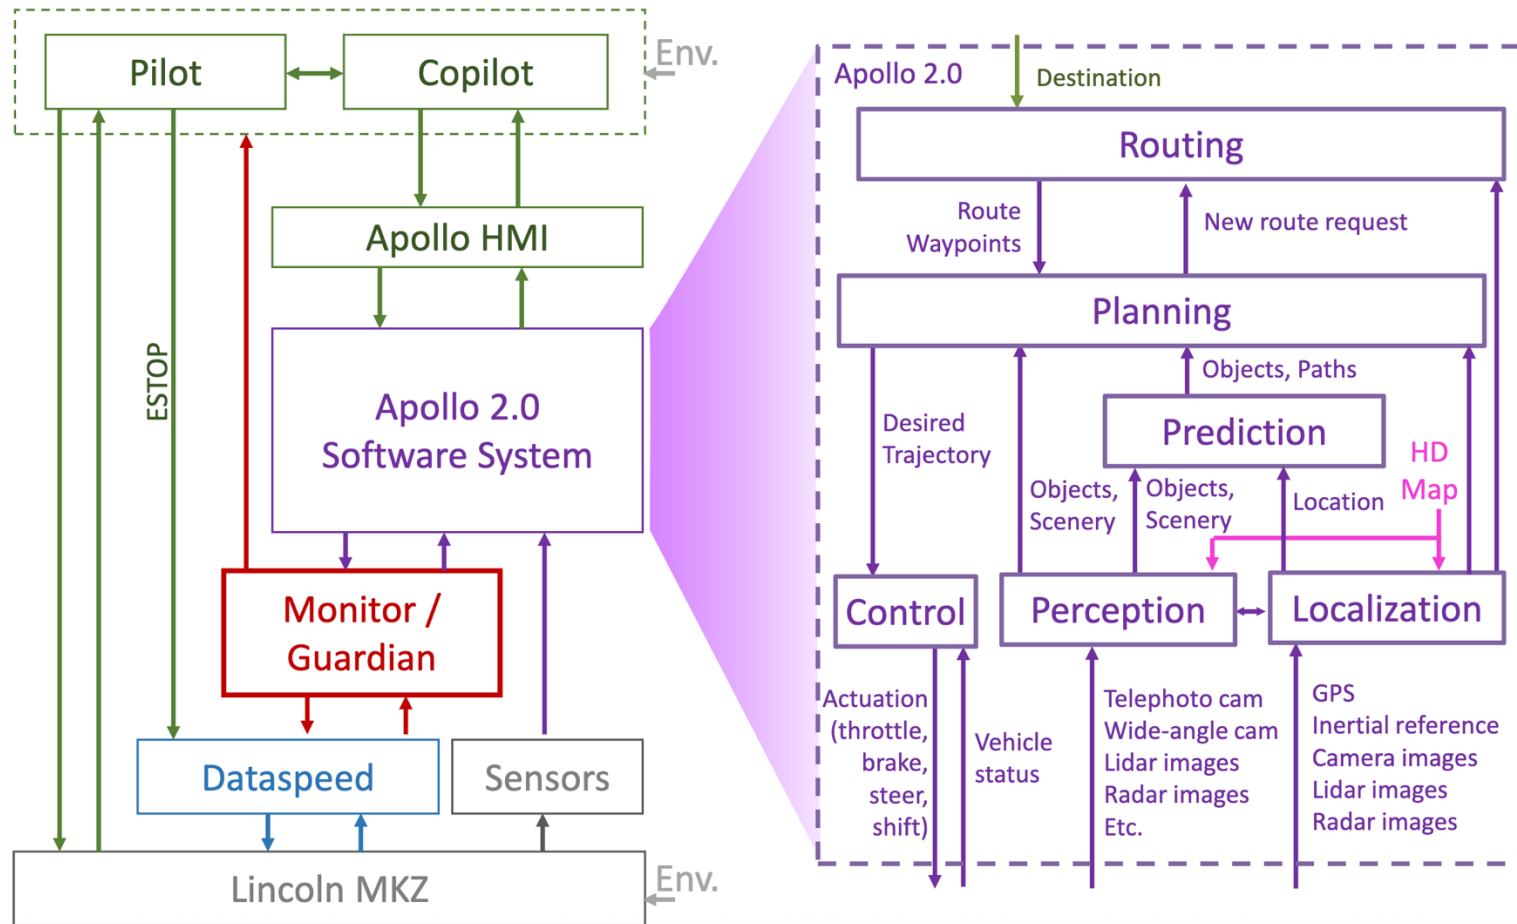 Pilot
Copilot
Env.
Apollo HMI
ESTOP
Apollo 2.0
Software System
Monitor /
Guardian
Dataspeed
Sensors
Lincoln MKZ
Env.
Apollo 2.0
Destination
Routing
Route
Waypoints
New route request
Planning
Objects, Paths
Desired
Trajectory
Prediction
HD
Map
Objects,
Scenery
Objects,
Scenery
Location
Control
Perception
Localization
Actuation
(throttle,
brake,
steer,
shift)
Vehicle
status
Telephoto cam
Wide-angle cam
Lidar images
Radar images
Etc.
GPS
Inertial reference
Camera images
Lidar images
Radar images